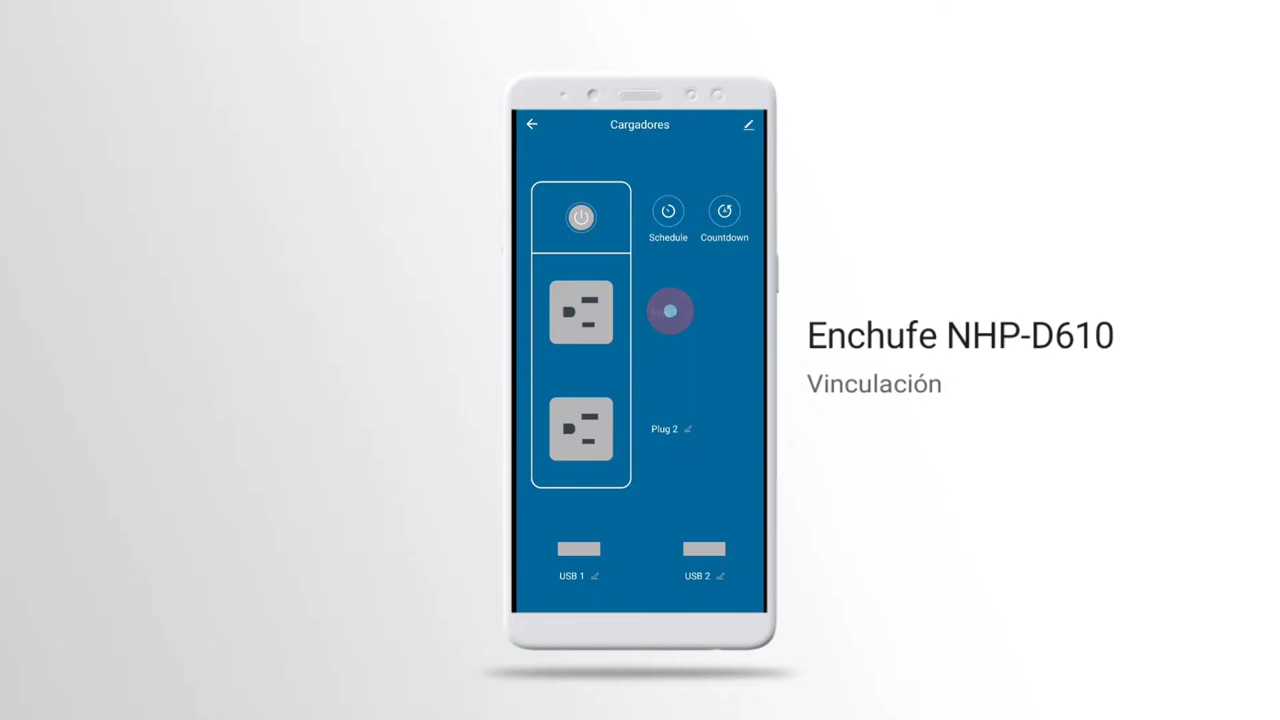 Cargadores
Schedule
Countdown
Plug 2
USB 1
USB 2
Enchufe NHP-D610
Vinculación